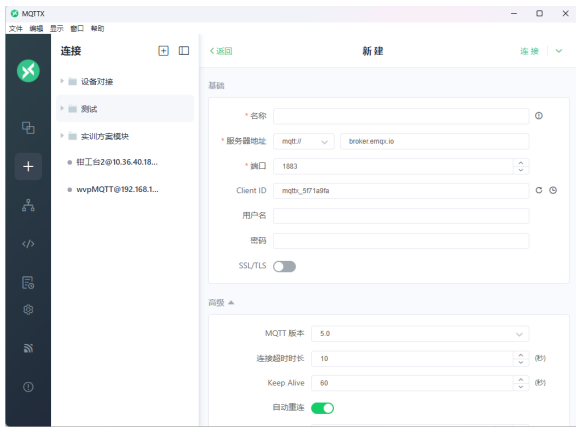 MQTTX
文件 编辑 显示 窗口 帮助
连接
< 返回
新建
连接
设备对接
测试
实训方案模块
钳工台2@10.36.40.18...
wvpMQTT@192.168.1...
基础
* 名称
* 服务器地址 mqtt:// broker.emqx.io
* 端口 1883
Client ID mqttx_5f71a9fa
用户名
密码
SSL/TLS
高级
MQTT 版本 5.0
连接超时时长 10 (秒)
Keep Alive 60 (秒)
自动重连